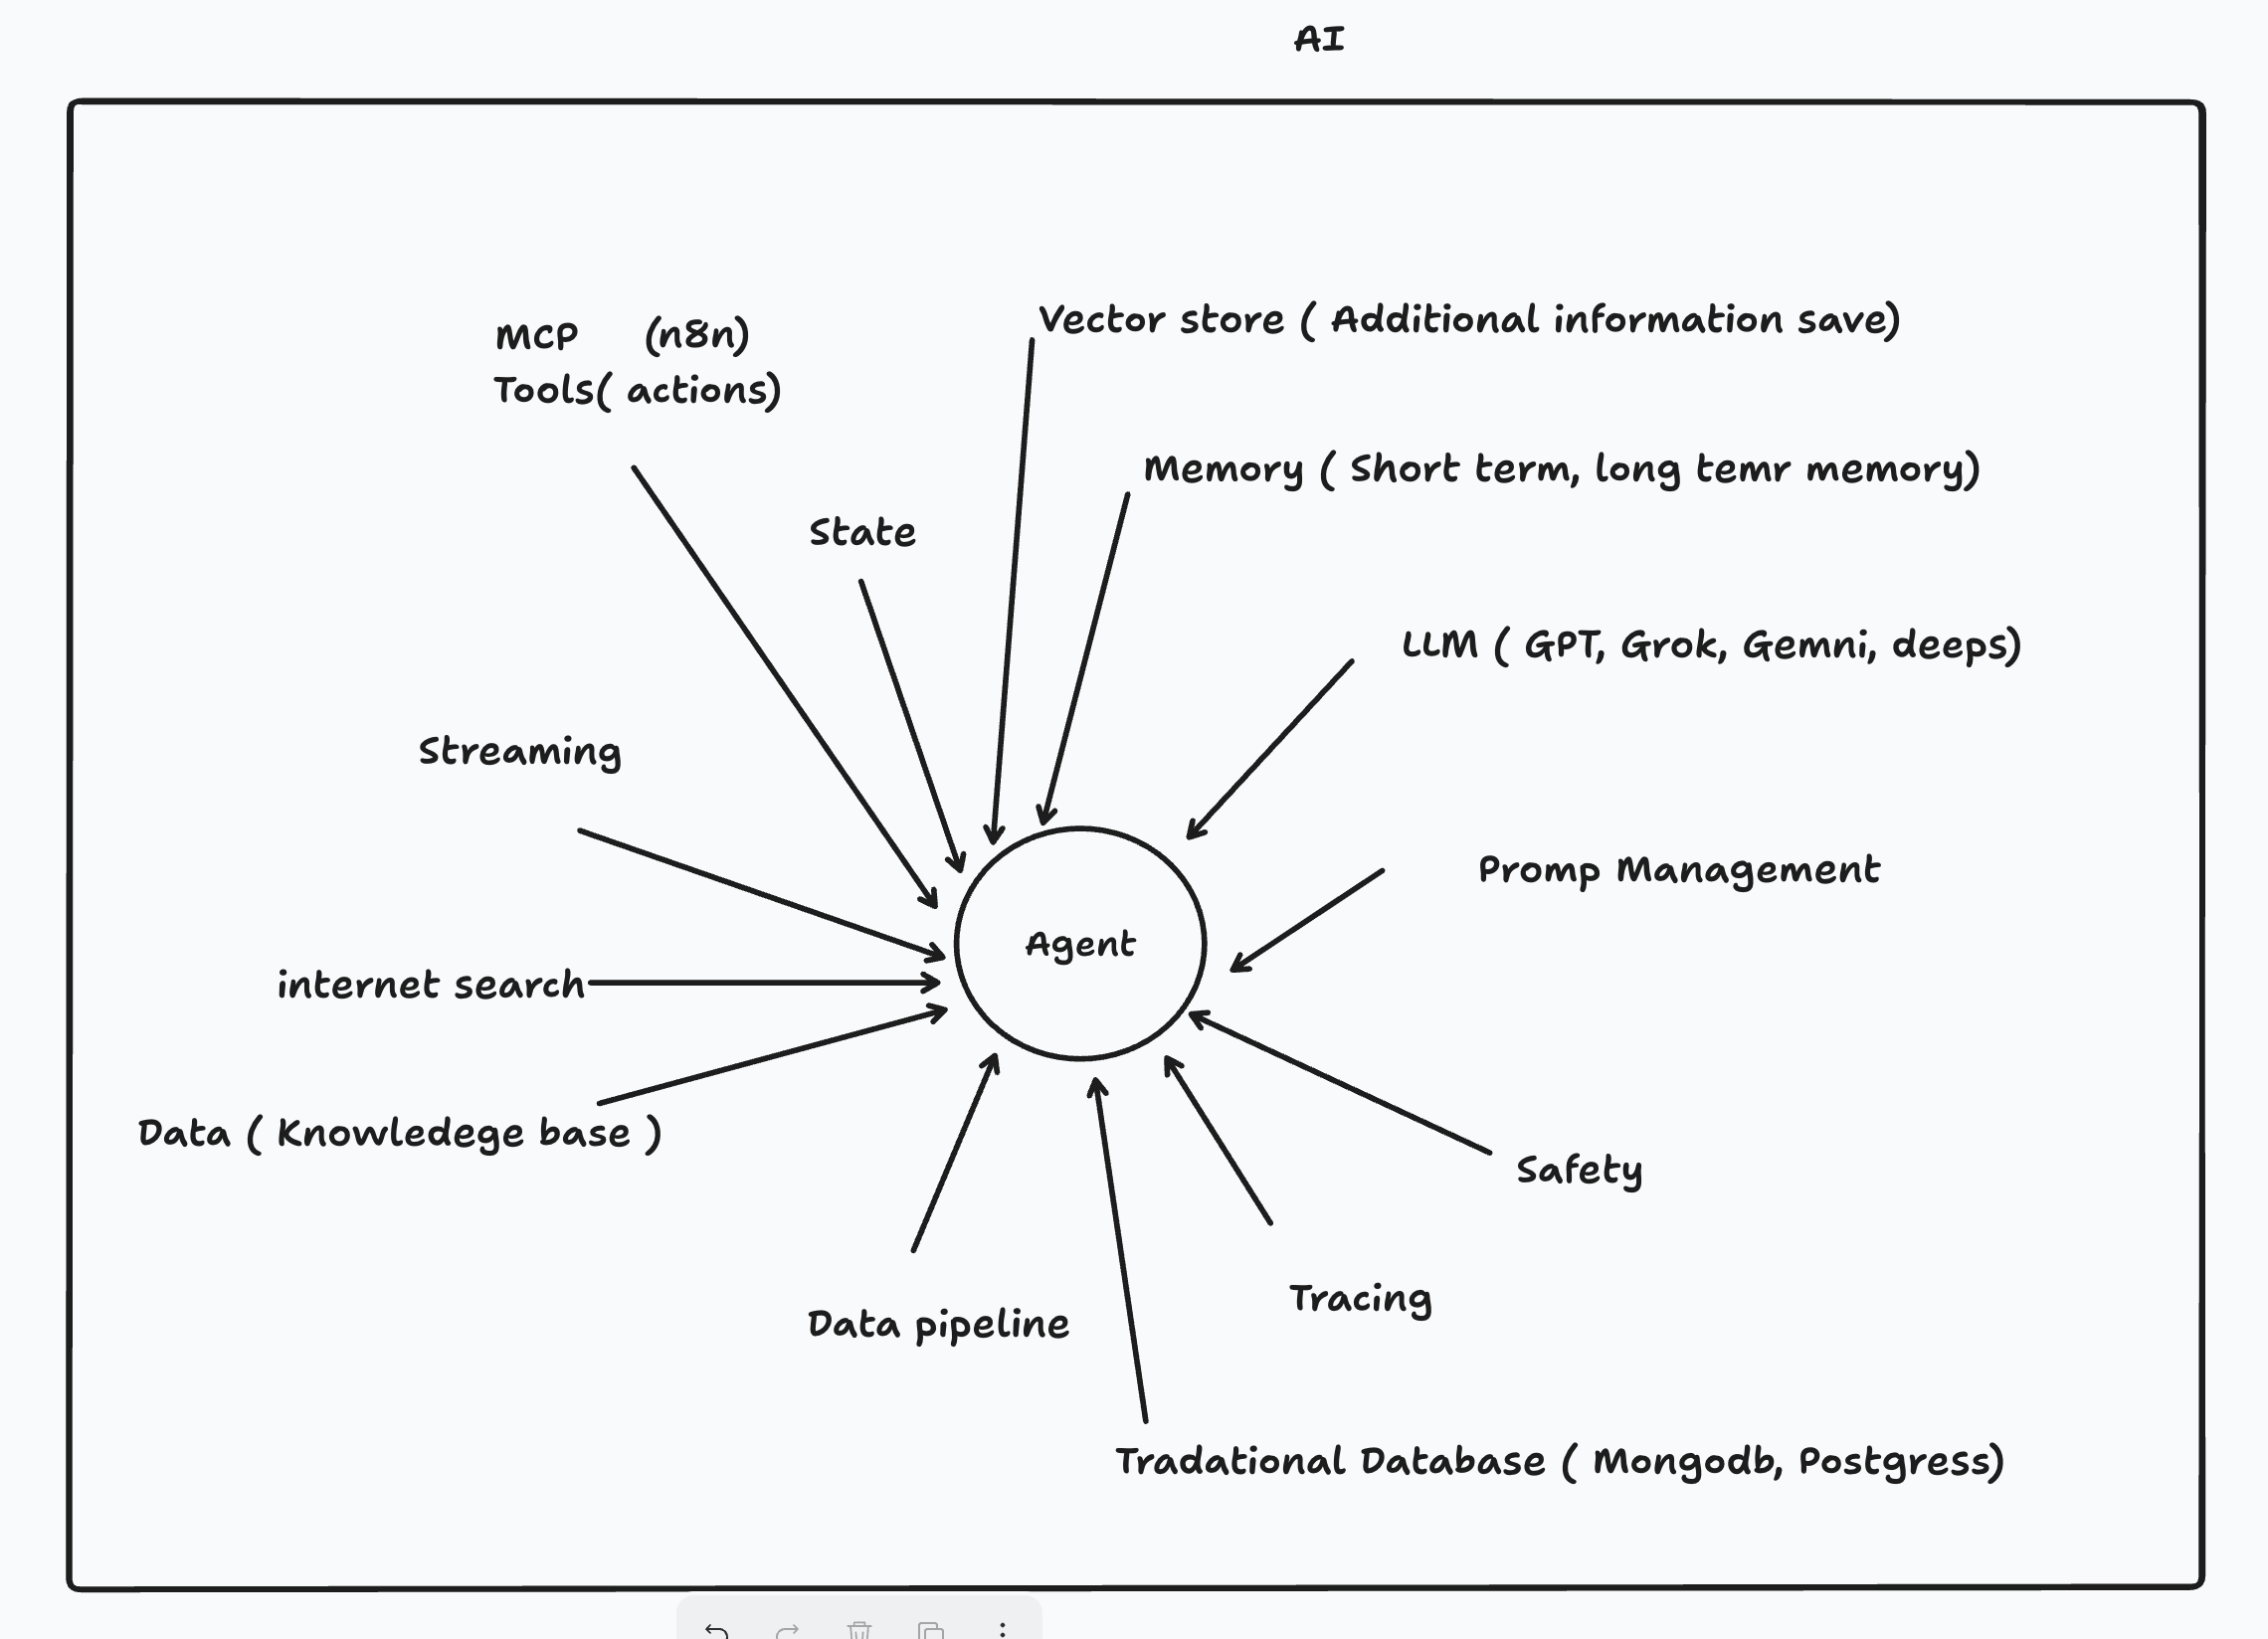 AI
MCP (n8n)
Tools( actions)
Vector store ( Additional information save)
Memory ( Short term, long temr memory)
State
LLM ( GPT, Grok, Gemni, deeps)
Streaming
Promp Management
Agent
internet search
Data ( Knowledege base )
Safety
Tracing
Data pipeline
Tradational Database ( Mongodb, Postgress)